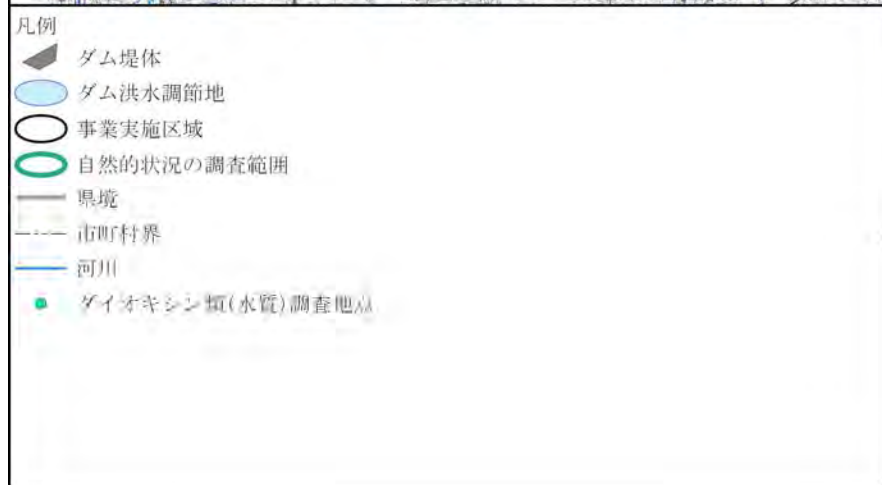 凡例
ダム堤体
ダム洪水調節地
事業実施区域
自然的状況の調査範囲
県境
市町村界
河川
ダイオキシン類(水質)調査地点